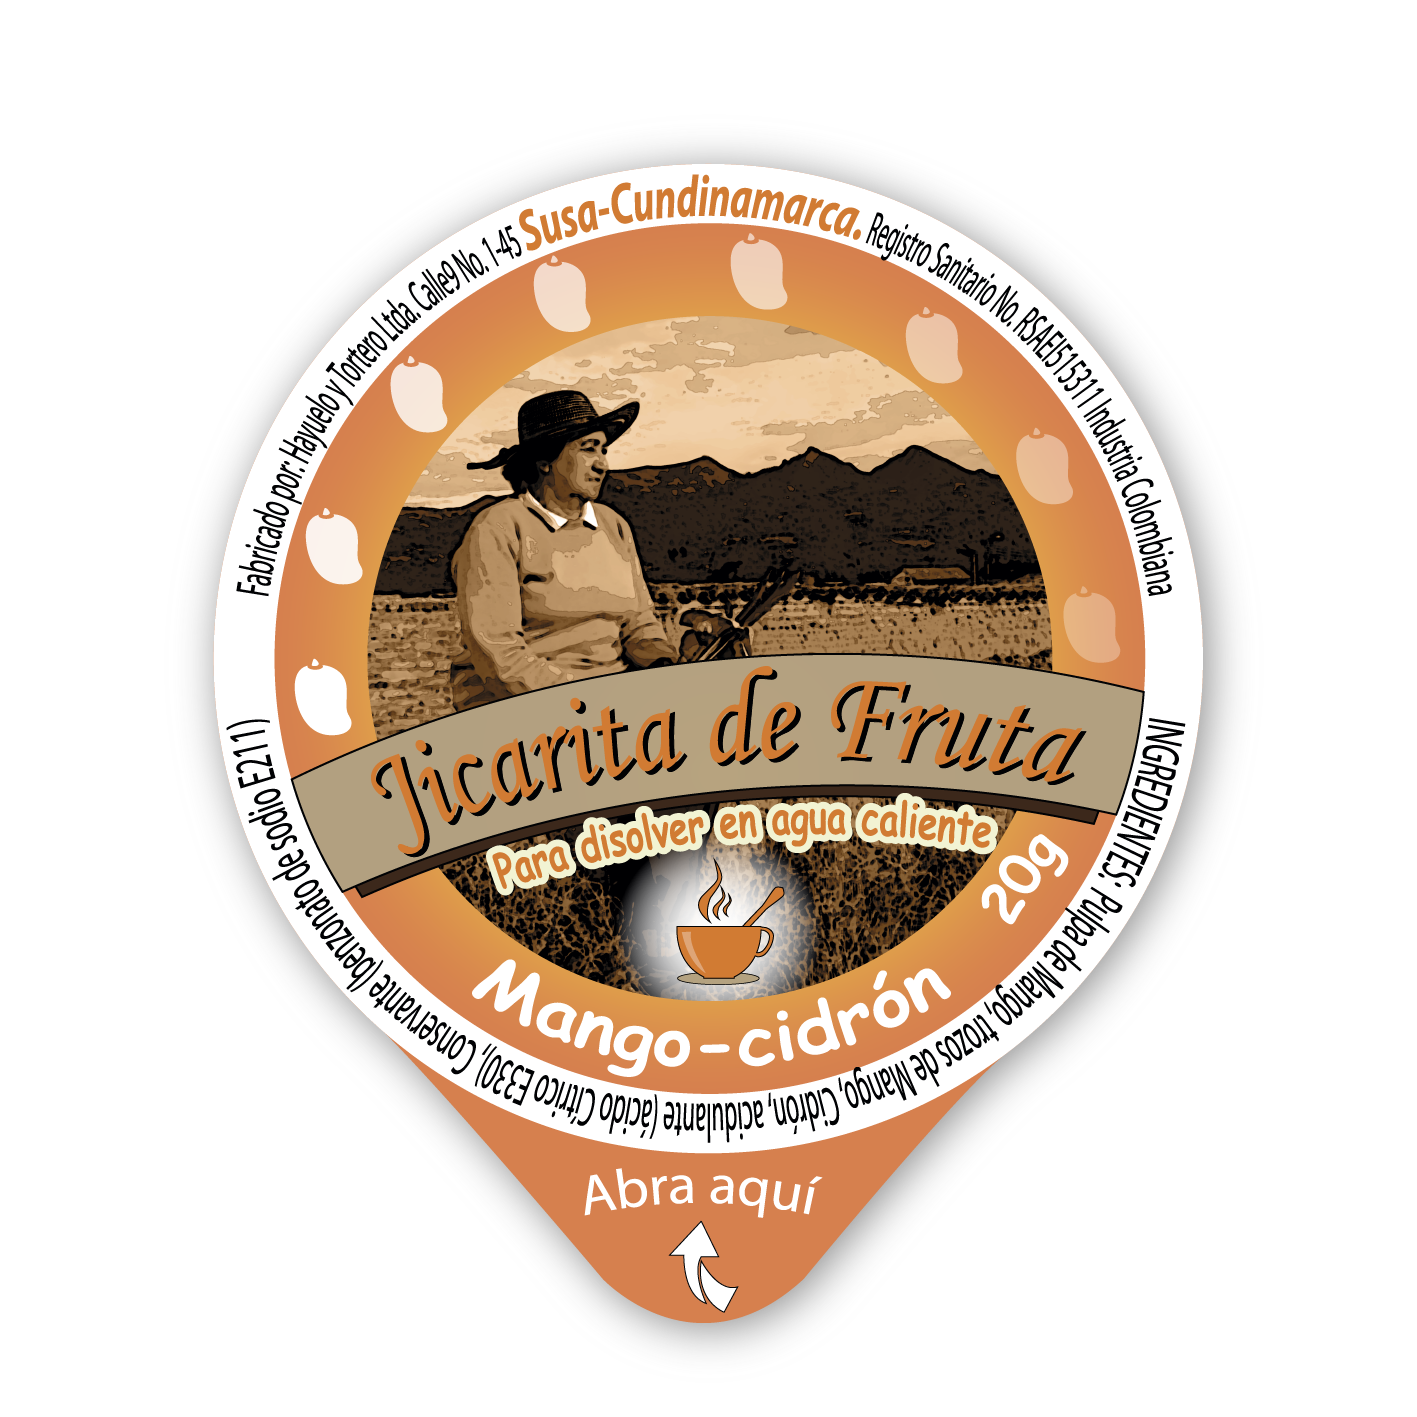 Fabricado por: Hayuelo y Tortero Ltda. Calle9 No. 1-45 Susa-Cundinamarca. Registro Sanitario No. RSAEI515311 Industria Colombiana
Jicarita de Fruta
Para disolver en agua caliente
20g
Mango-cidrón
INGREDIENTES: Pulpa de Mango, trozos de Mango, Cidrón, acidulante (ácido Cítrico E330), Conservante (benzonato de sodio E211)
Abra aquí